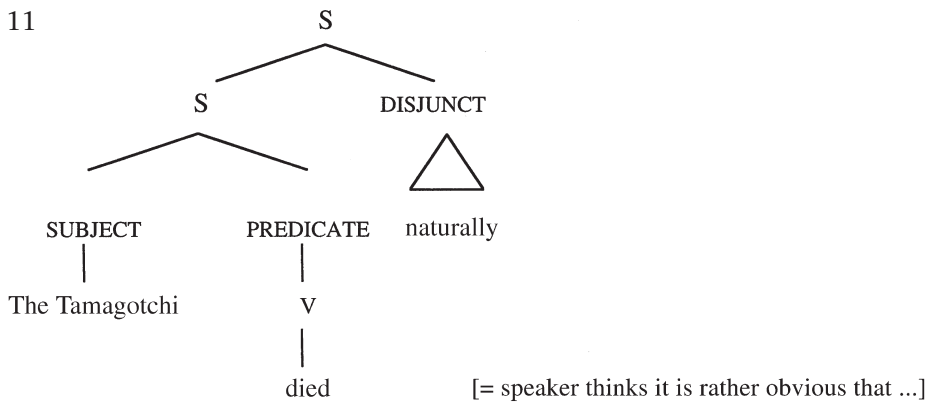 11
S
S DISJUNCT
SUBJECT PREDICATE naturally
The Tamagotchi V
died [= speaker thinks it is rather obvious that ...]